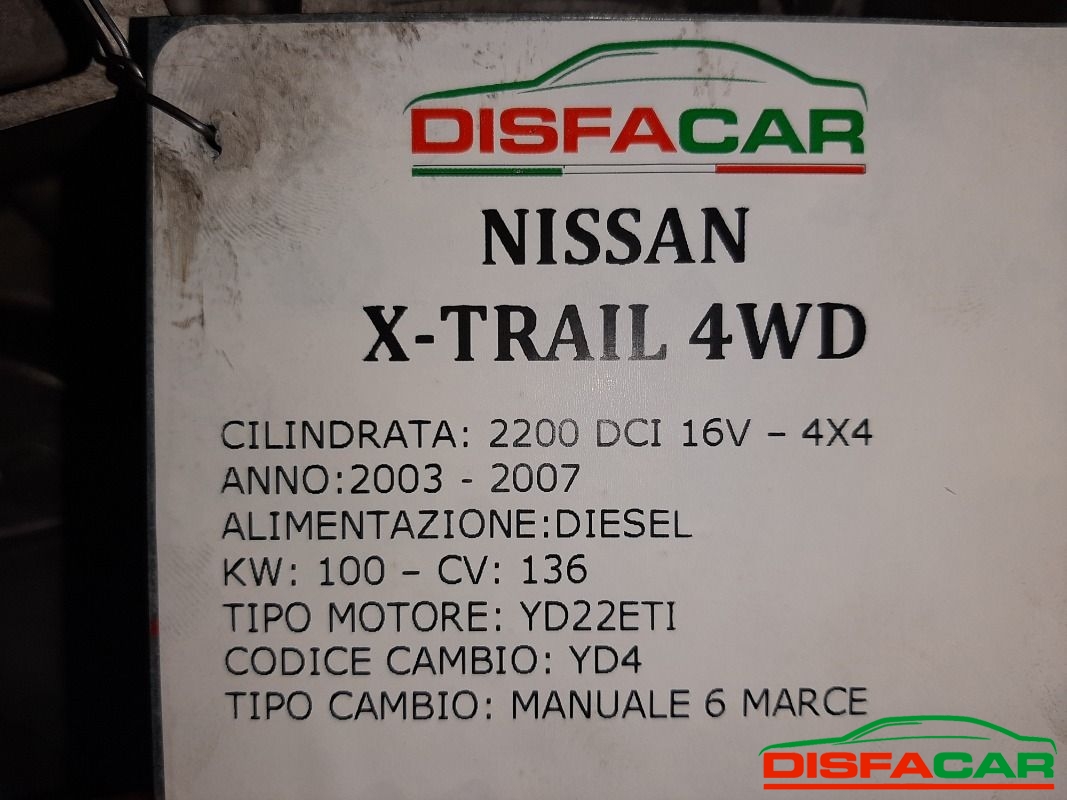 DISFACAR
NISSAN
X-TRAIL 4WD
CILINDRATA: 2200 DCI 16V – 4X4
ANNO:2003 - 2007
ALIMENTAZIONE:DIESEL
KW: 100 – CV: 136
TIPO MOTORE: YD22ETI
CODICE CAMBIO: YD4
TIPO CAMBIO: MANUALE 6 MARCE
DISFACAR